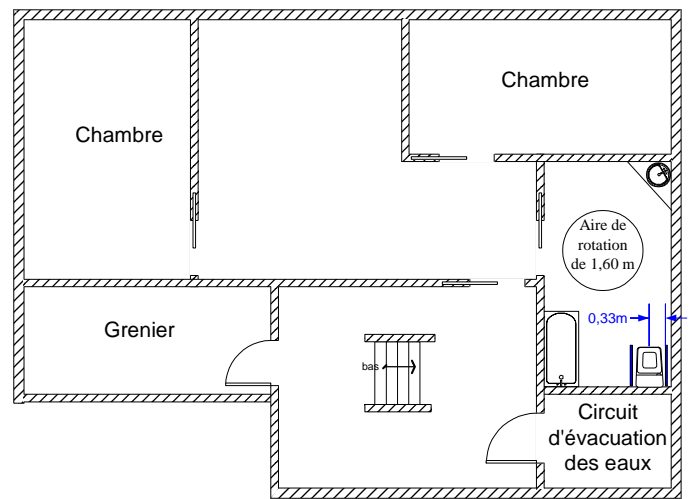 Chambre
Chambre
Aire de
rotation
de 1,60 m
0,33m
Grenier
bas
Circuit
d'évacuation
des eaux